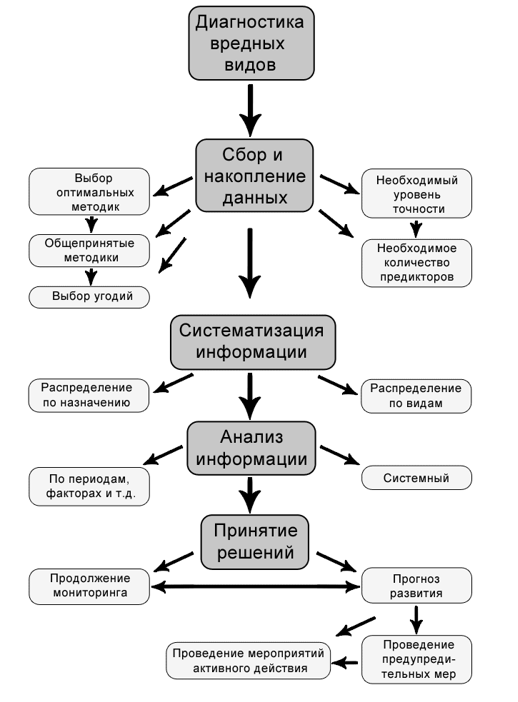 Диагностика
вредных
видов
Сбор и
накопление
данных
Выбор
оптимальных
методик
Общепринятые
методики
Выбор угодий
Необходимый
уровень
точности
Необходимое
количество
предикторов
Систематизация
информации
Распределение
по назначению
Распределение
по видам
Анализ
информации
По периодам,
факторах и т.д.
Системный
Принятие
решений
Продолжение
мониторинга
Прогноз
развития
Проведение мероприятий
активного действия
Проведение
предупреди-
тельных мер